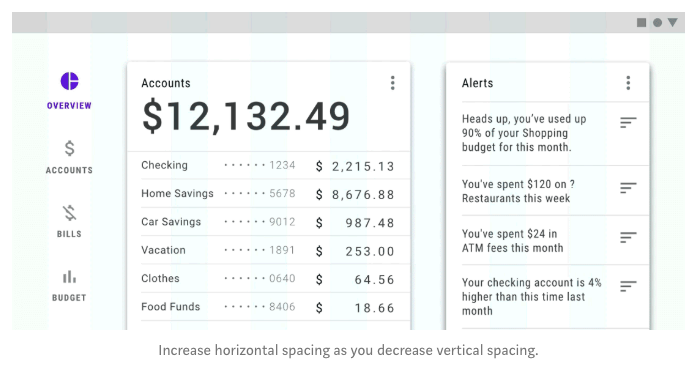 OVERVIEW
ACCOUNTS
BILLS
BUDGET
Accounts
$12,132.49
Checking ······ 1234 $ 2,215.13
Home Savings ······ 5678 $ 8,676.88
Car Savings ······ 9012 $ 987.48
Vacation ······ 1891 $ 253.00
Clothes ······ 0640 $ 64.56
Food Funds ······ 8406 $ 18.66
Alerts
Heads up, you've used up
90% of your Shopping
budget for this month.
You've spent $120 on ?
Restaurants this week
You've spent $24 in
ATM fees this month
Your checking account is 4%
higher than this time last
month
Increase horizontal spacing as you decrease vertical spacing.